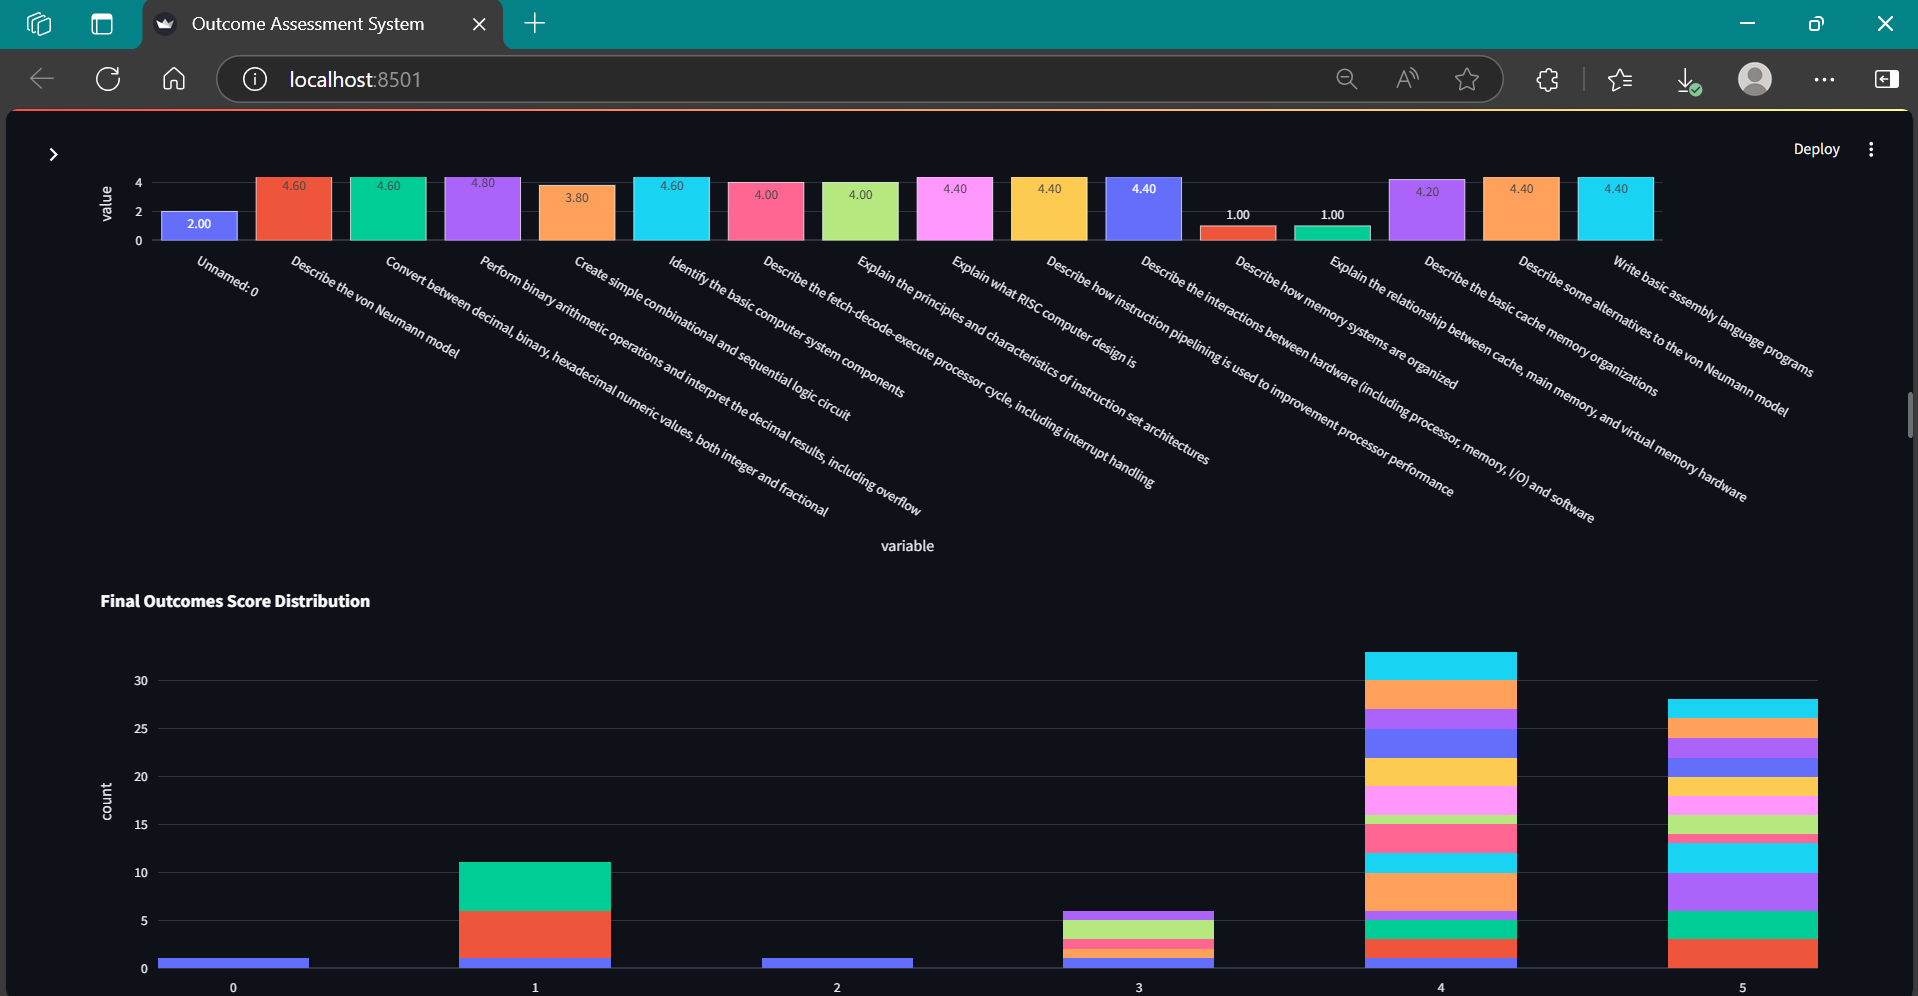 Outcome Assessment System
localhost:8501
Deploy
value
4
2
0
2.00
4.60
4.60
4.80
3.80
4.60
4.00
4.00
4.40
4.40
4.40
1.00
1.00
4.20
4.40
4.40
Unnamed: 0
Describe the von Neumann model
Convert between decimal, binary, hexadecimal numeric values, both integer and fractional
Perform binary arithmetic operations and interpret the decimal results, including overflow
Create simple combinational and sequential logic circuit
Identify the basic computer system components
Describe the fetch-decode-execute processor cycle, including interrupt handling
Explain the principles and characteristics of instruction set architectures
Explain what RISC computer design is
Describe how instruction pipelining is used to improvement processor performance
Describe the interactions between hardware (including processor, memory, I/O) and software
Describe how memory systems are organized
Explain the relationship between cache, main memory, and virtual memory hardware
Describe the basic cache memory organizations
Describe some alternatives to the von Neumann model
Write basic assembly language programs
variable
Final Outcomes Score Distribution
count
30
25
20
15
10
5
0
0
1
2
3
4
5